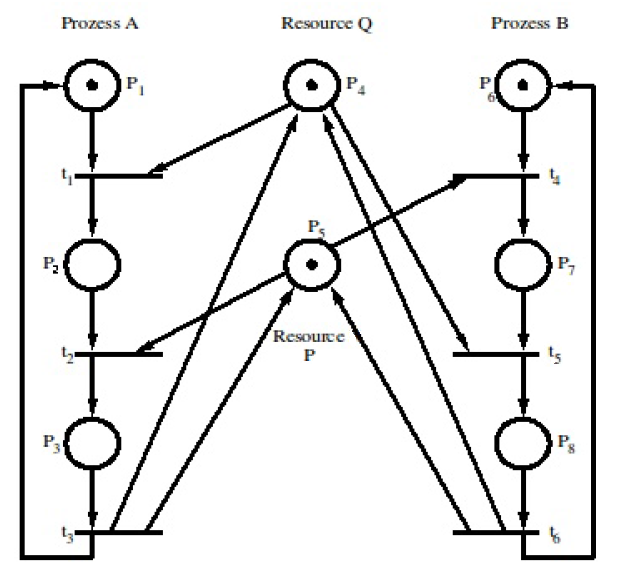 Prozess A
Resource Q
Prozess B
P1
P4
P6
t1
t4
P5
P2
P7
Resource
P
t2
t5
P3
P8
t3
t6